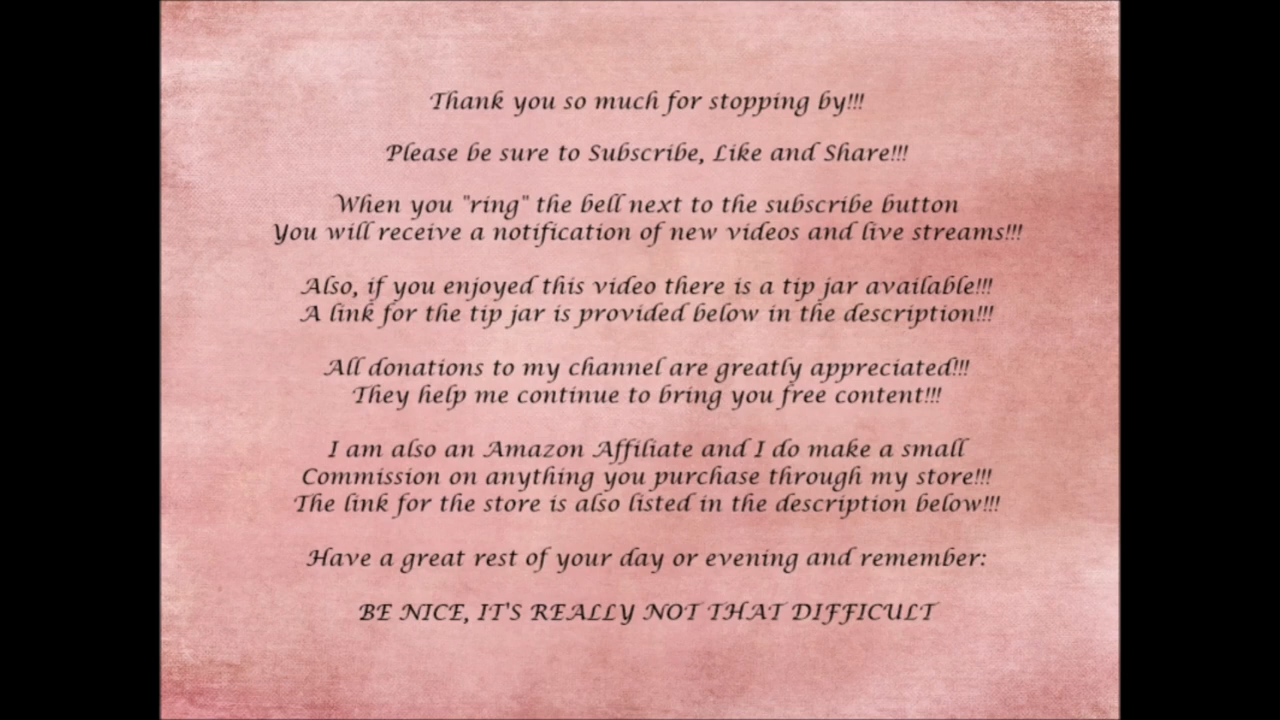 Thank you so much for stopping by!!!
Please be sure to Subscribe, Like and Share!!!
When you "ring" the bell next to the subscribe button
You will receive a notification of new videos and live streams!!!
Also, if you enjoyed this video there is a tip jar available!!!
A link for the tip jar is provided below in the description!!!
All donations to my channel are greatly appreciated!!!
They help me continue to bring you free content!!!
I am also an Amazon Affiliate and I do make a small
Commission on anything you purchase through my store!!!
The link for the store is also listed in the description below!!!
Have a great rest of your day or evening and remember:
BE NICE, IT'S REALLY NOT THAT DIFFICULT